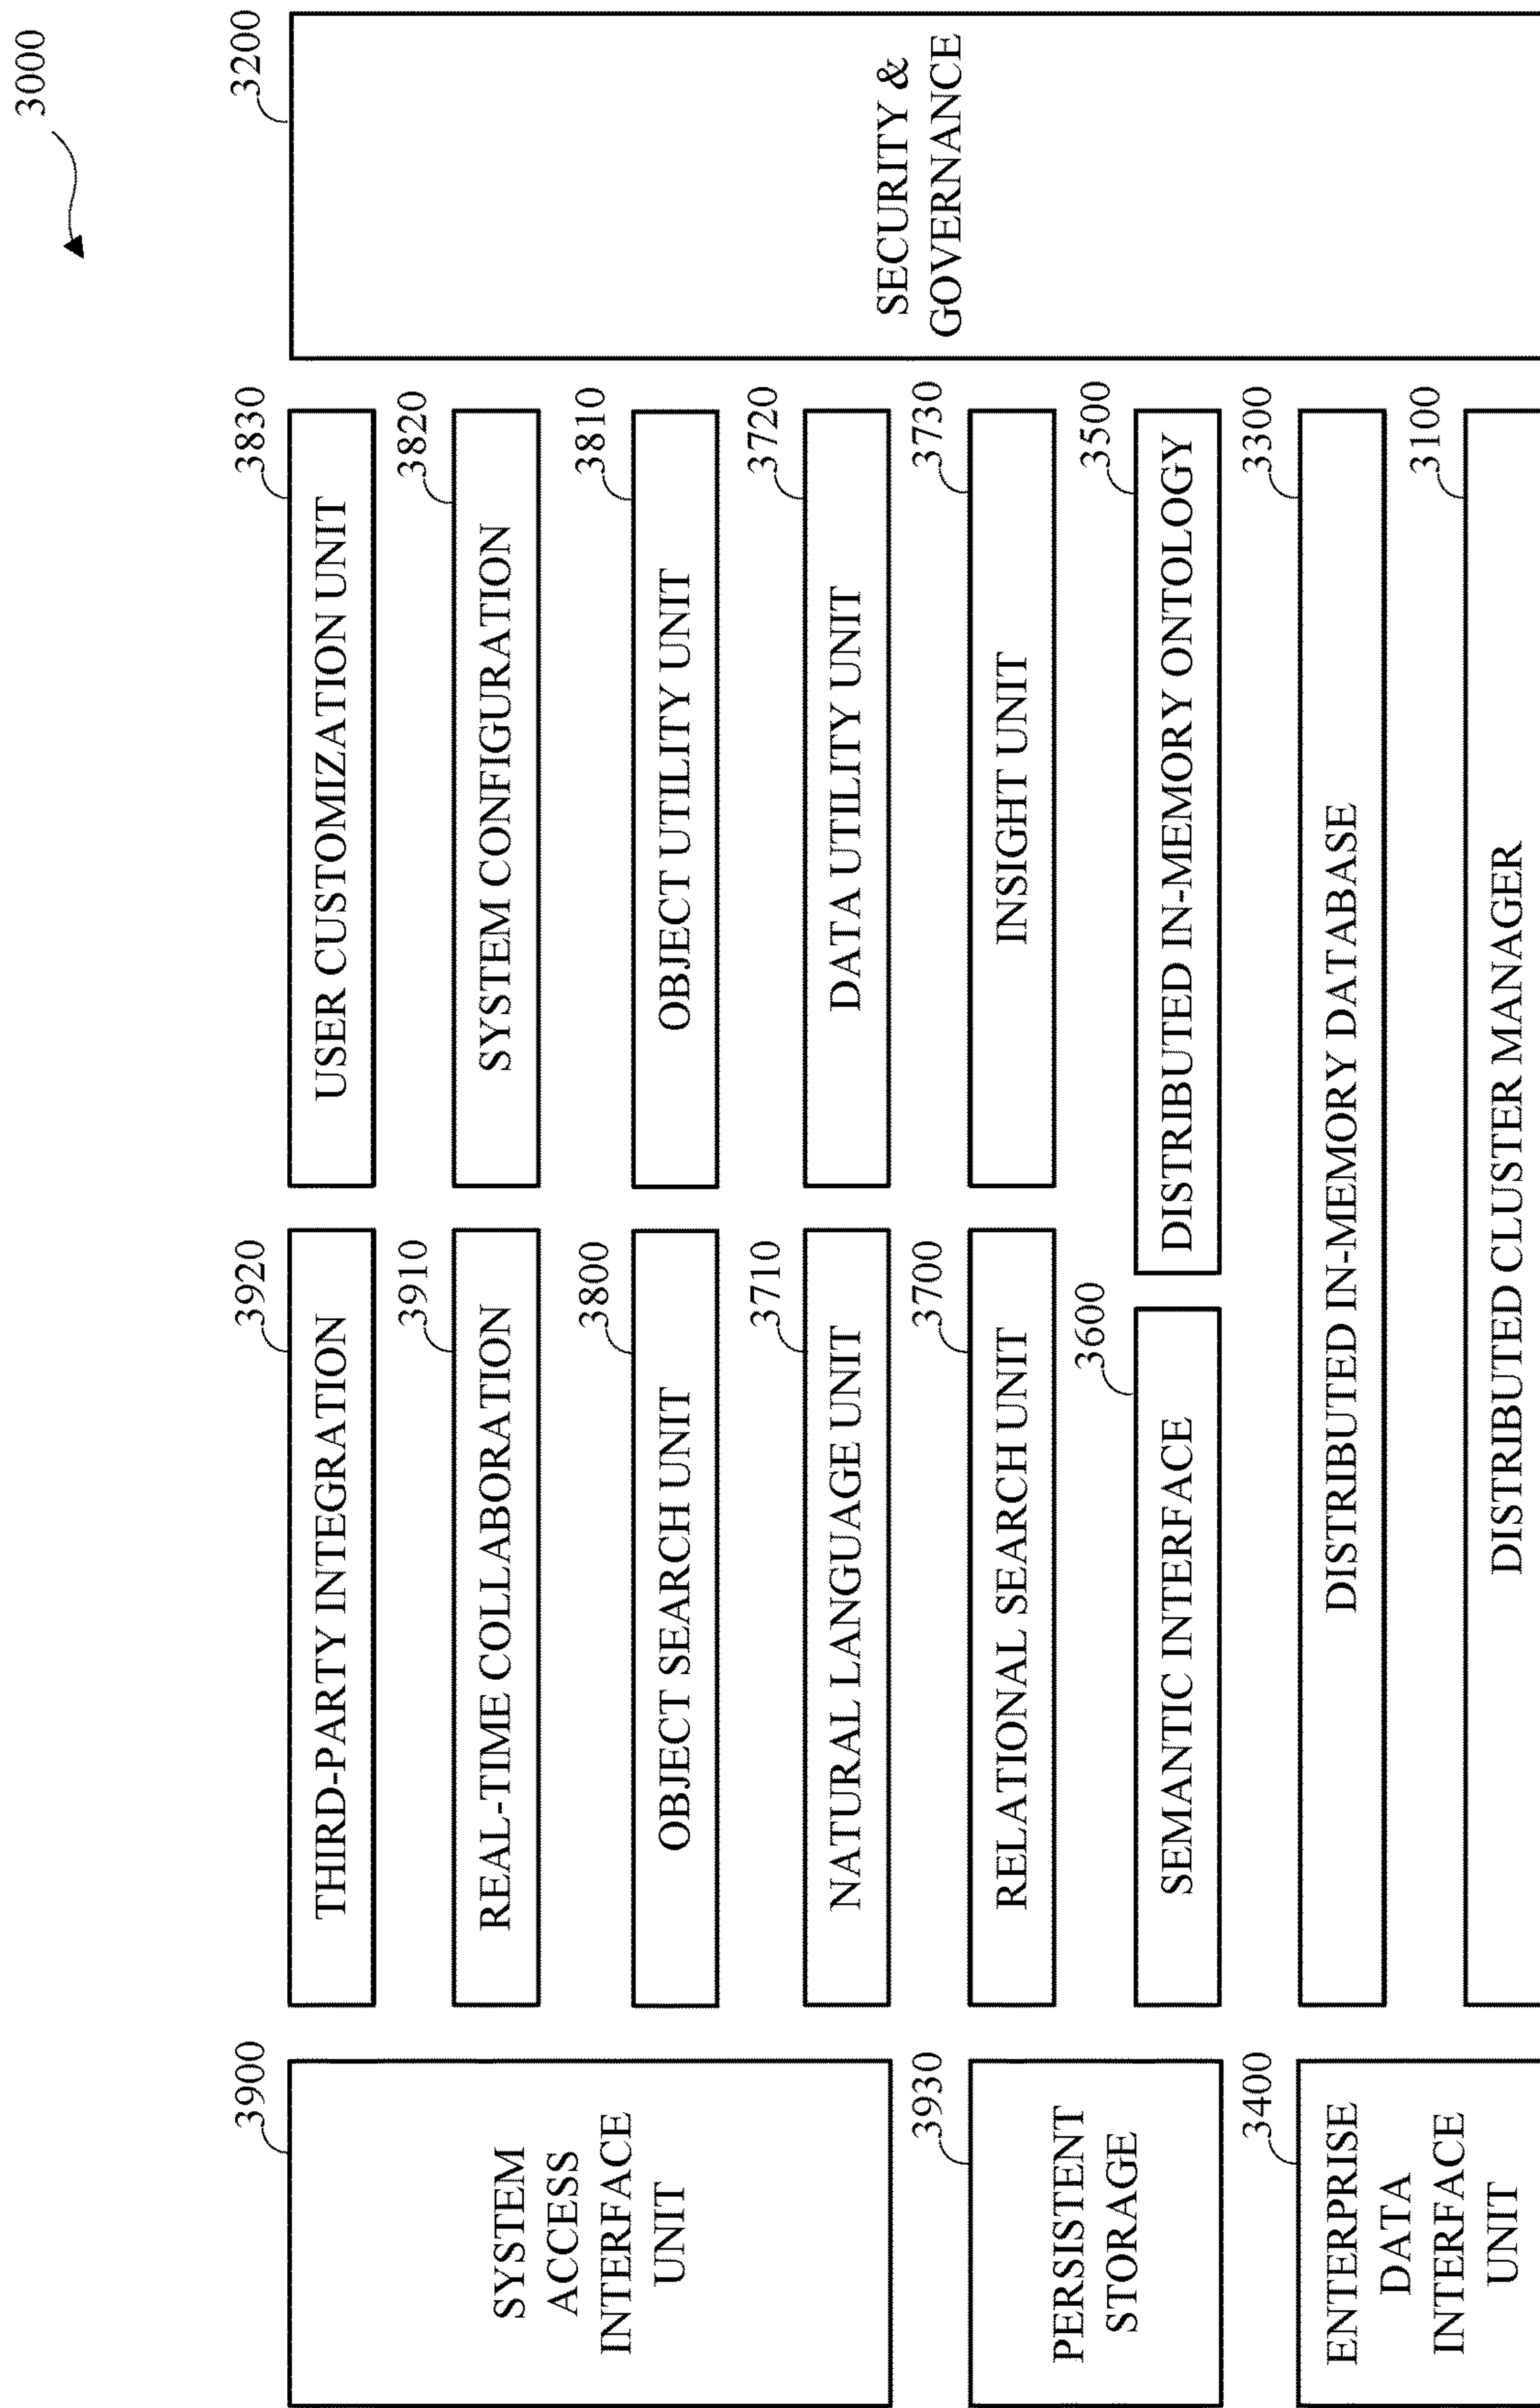 3000
3900
SYSTEM
ACCESS
INTERFACE
UNIT
3920
THIRD-PARTY INTEGRATION
3830
USER CUSTOMIZATION UNIT
3200
SECURITY &
GOVERNANCE
3910
REAL-TIME COLLABORATION
3820
SYSTEM CONFIGURATION
3800
OBJECT SEARCH UNIT
3810
OBJECT UTILITY UNIT
3710
NATURAL LANGUAGE UNIT
3720
DATA UTILITY UNIT
3930
PERSISTENT
STORAGE
3700
RELATIONAL SEARCH UNIT
3730
INSIGHT UNIT
3600
SEMANTIC INTERFACE
3500
DISTRIBUTED IN-MEMORY ONTOLOGY
3400
ENTERPRISE
DATA
INTERFACE
UNIT
3300
DISTRIBUTED IN-MEMORY DATABASE
3100
DISTRIBUTED CLUSTER MANAGER